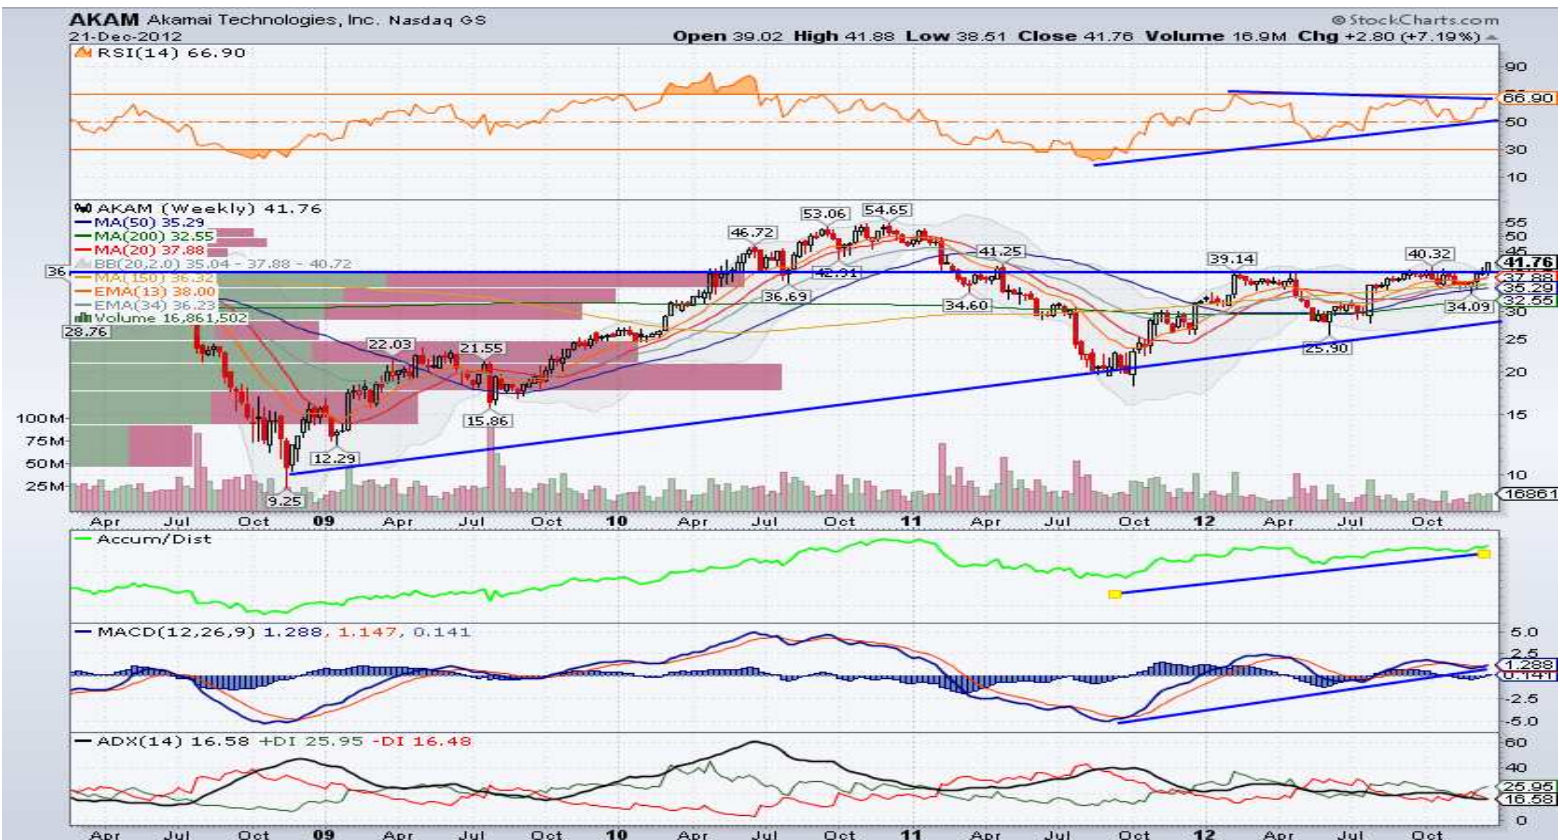 AKAM Akamai Technologies, Inc. Nasdaq GS © StockCharts.com
21-Dec-2012 Open 39.02 High 41.88 Low 38.51 Close 41.76 Volume 16.9M Chg +2.80 (+7.19%)
RSI(14) 66.90
90
66.90
50
30
10
AKAM (Weekly) 41.76
MA(50) 35.29
MA(200) 32.55
MA(20) 37.88
BB(20,2.0) 35.04 - 37.88 - 40.72
MA(150) 36.32
EMA(13) 38.00
EMA(34) 36.23
Volume 16,861,502
36
28.76
100M
75M
50M
25M
9.25
12.29
22.03
21.55
15.86
46.72
36.69
53.06
42.91
54.65
34.60
41.25
39.14
25.90
40.32
34.09
55
50
45
41.76
37.88
35.29
32.55
30
25
20
15
10
16861
Apr Jul Oct 09 Apr Jul Oct 10 Apr Jul Oct 11 Apr Jul Oct 12 Apr Jul Oct
Accum/Dist
MACD(12,26,9) 1.288, 1.147, 0.141
5.0
2.5
1.288
0.141
-2.5
-5.0
ADX(14) 16.58 +DI 25.95 -DI 16.48
60
40
25.95
16.58
0
Apr Jul Oct 09 Apr Jul Oct 10 Apr Jul Oct 11 Apr Jul Oct 12 Apr Jul Oct